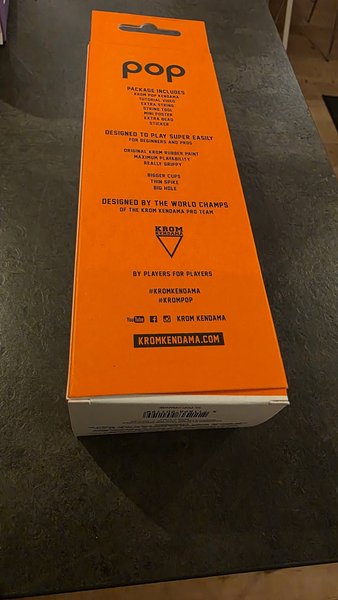 pop
PACKAGE INCLUDES
KROM POP KENDAMA
TUTORIAL VIDEO
EXTRA STRING
STRING TOOL
MINI POSTER
EXTRA BEAD
STICKER
DESIGNED TO PLAY SUPER EASILY
FOR BEGINNERS AND PROS
ORIGINAL KROM RUBBER PAINT
MAXIMUM PLAYABILITY
REALLY GRIPPY
BIGGER CUPS
THIN SPIKE
BIG HOLE
DESIGNED BY THE WORLD CHAMPS
OF THE KROM KENDAMA PRO TEAM
KROM
KENDAMA
BY PLAYERS FOR PLAYERS
#KROMKENDAMA
#KROMPOP
YouTube KROM KENDAMA
KROMKENDAMA.COM